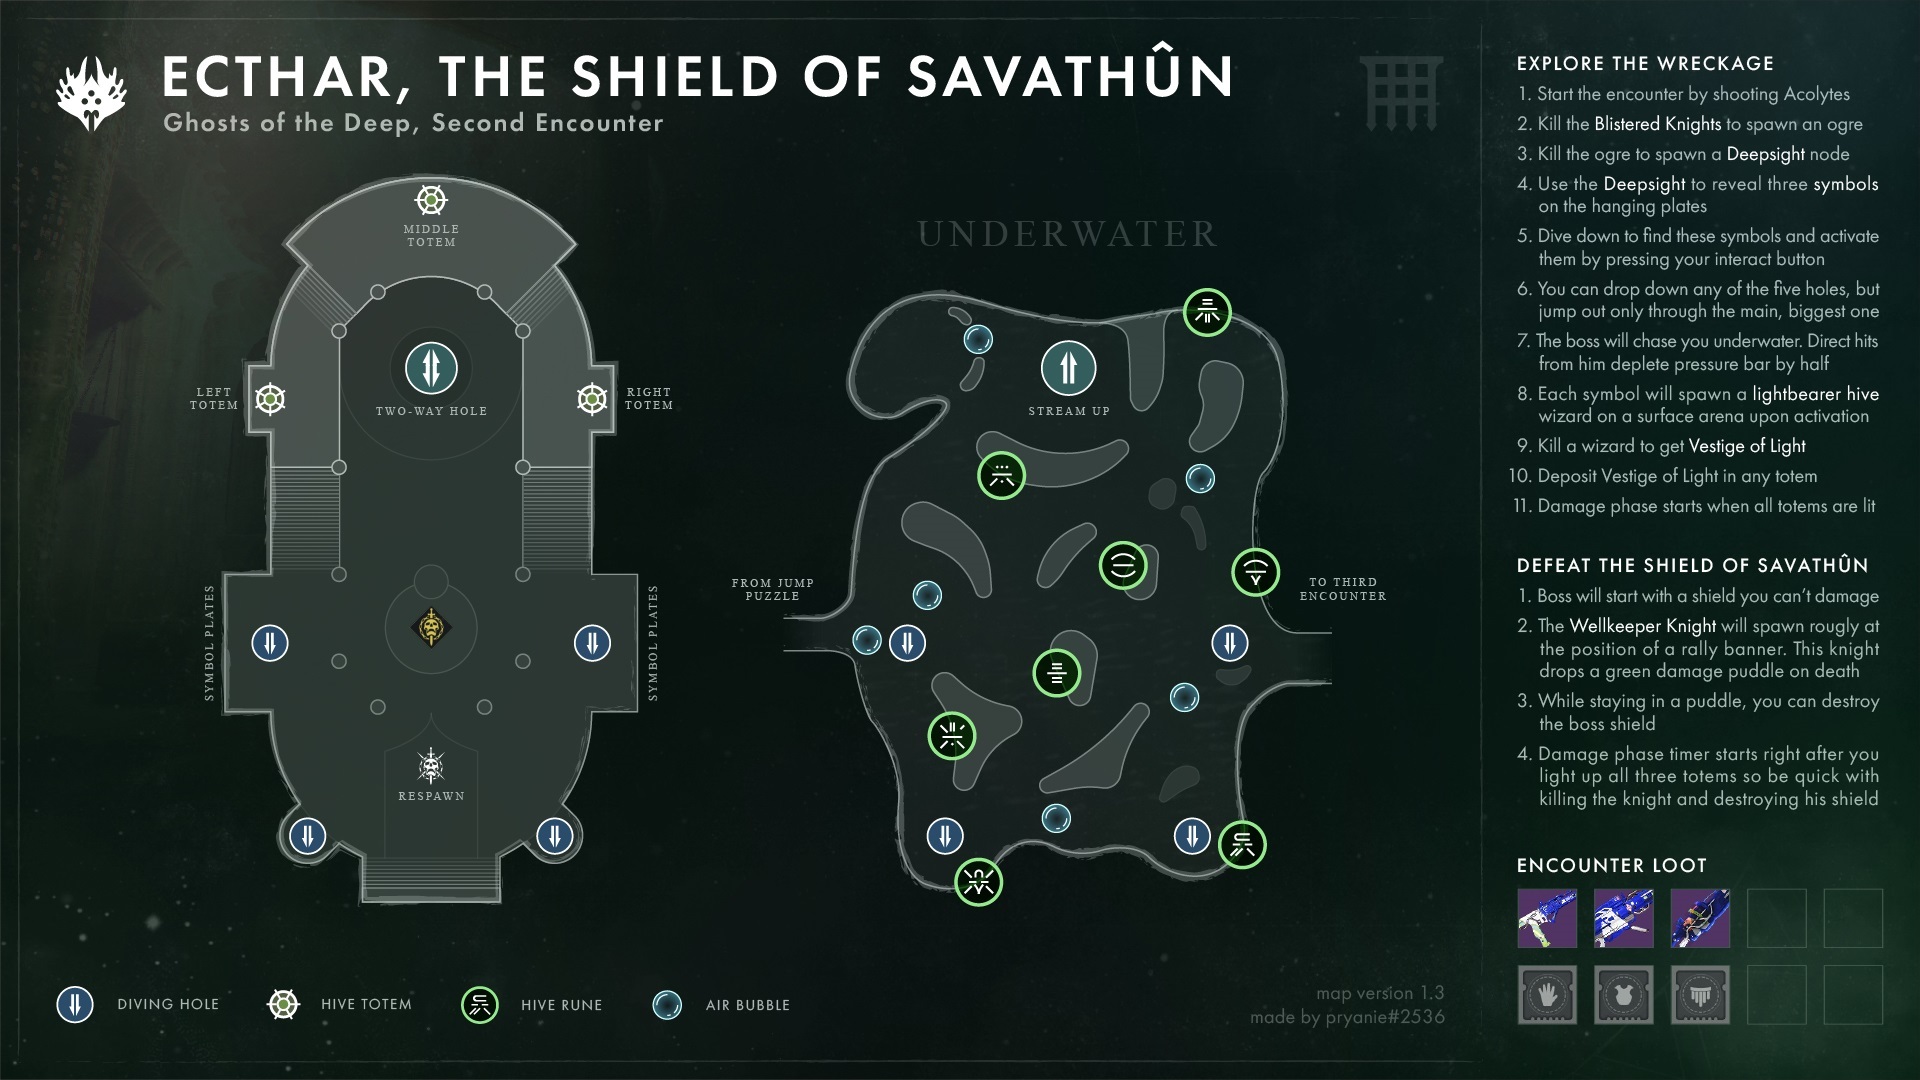 ECTHAR, THE SHIELD OF SAVATHÛN
Ghosts of the Deep, Second Encounter
MIDDLE
TOTEM
LEFT
TOTEM
RIGHT
TOTEM
TWO-WAY HOLE
SYMBOL PLATES
SYMBOL PLATES
RESPAWN
UNDERWATER
STREAM UP
FROM JUMP
PUZZLE
TO THIRD
ENCOUNTER
DIVING HOLE
HIVE TOTEM
HIVE RUNE
AIR BUBBLE
map version 1.3
made by pryanie#2536
EXPLORE THE WRECKAGE
1. Start the encounter by shooting Acolytes
2. Kill the Blistered Knights to spawn an ogre
3. Kill the ogre to spawn a Deepsight node
4. Use the Deepsight to reveal three symbols
on the hanging plates
5. Dive down to find these symbols and activate
them by pressing your interact button
6. You can drop down any of the five holes, but
jump out only through the main, biggest one
7. The boss will chase you underwater. Direct hits
from him deplete pressure bar by half
8. Each symbol will spawn a lightbearer hive
wizard on a surface arena upon activation
9. Kill a wizard to get Vestige of Light
10. Deposit Vestige of Light in any totem
11. Damage phase starts when all totems are lit
DEFEAT THE SHIELD OF SAVATHÛN
1. Boss will start with a shield you can't damage
2. The Wellkeeper Knight will spawn rougly at
the position of a rally banner. This knight
drops a green damage puddle on death
3. While staying in a puddle, you can destroy
the boss shield
4. Damage phase timer starts right after you
light up all three totems so be quick with
killing the knight and destroying his shield
ENCOUNTER LOOT